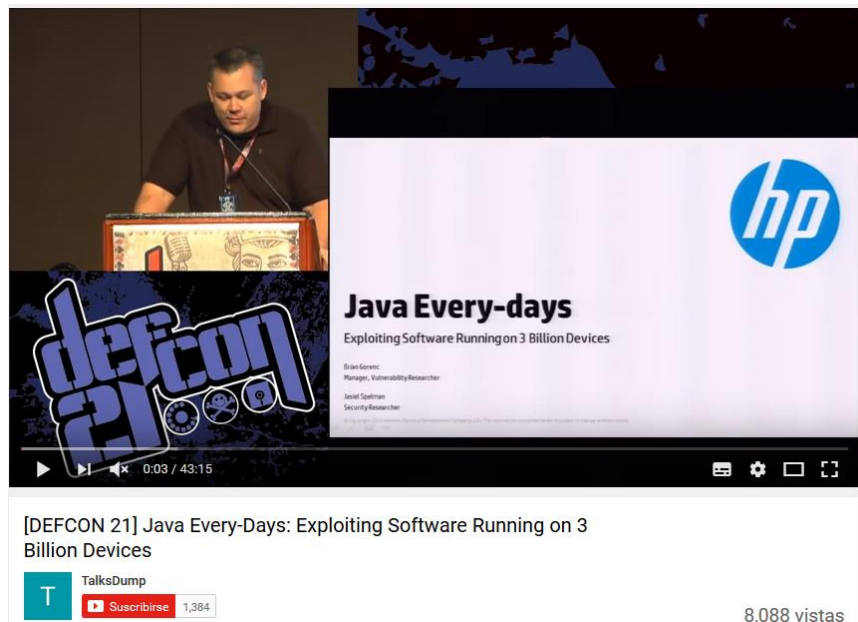 hp
Java Every-days
Exploiting Software Running on 3 Billion Devices
Brian Gorenc
Manager, Vulnerability Researcher
Jasiel Spelman
Security Researcher
defcon
21
0:03 / 43:15
[DEFCON 21] Java Every-Days: Exploiting Software Running on 3
Billion Devices
T
TalksDump
Suscribirse 1,384
8.088 vistas